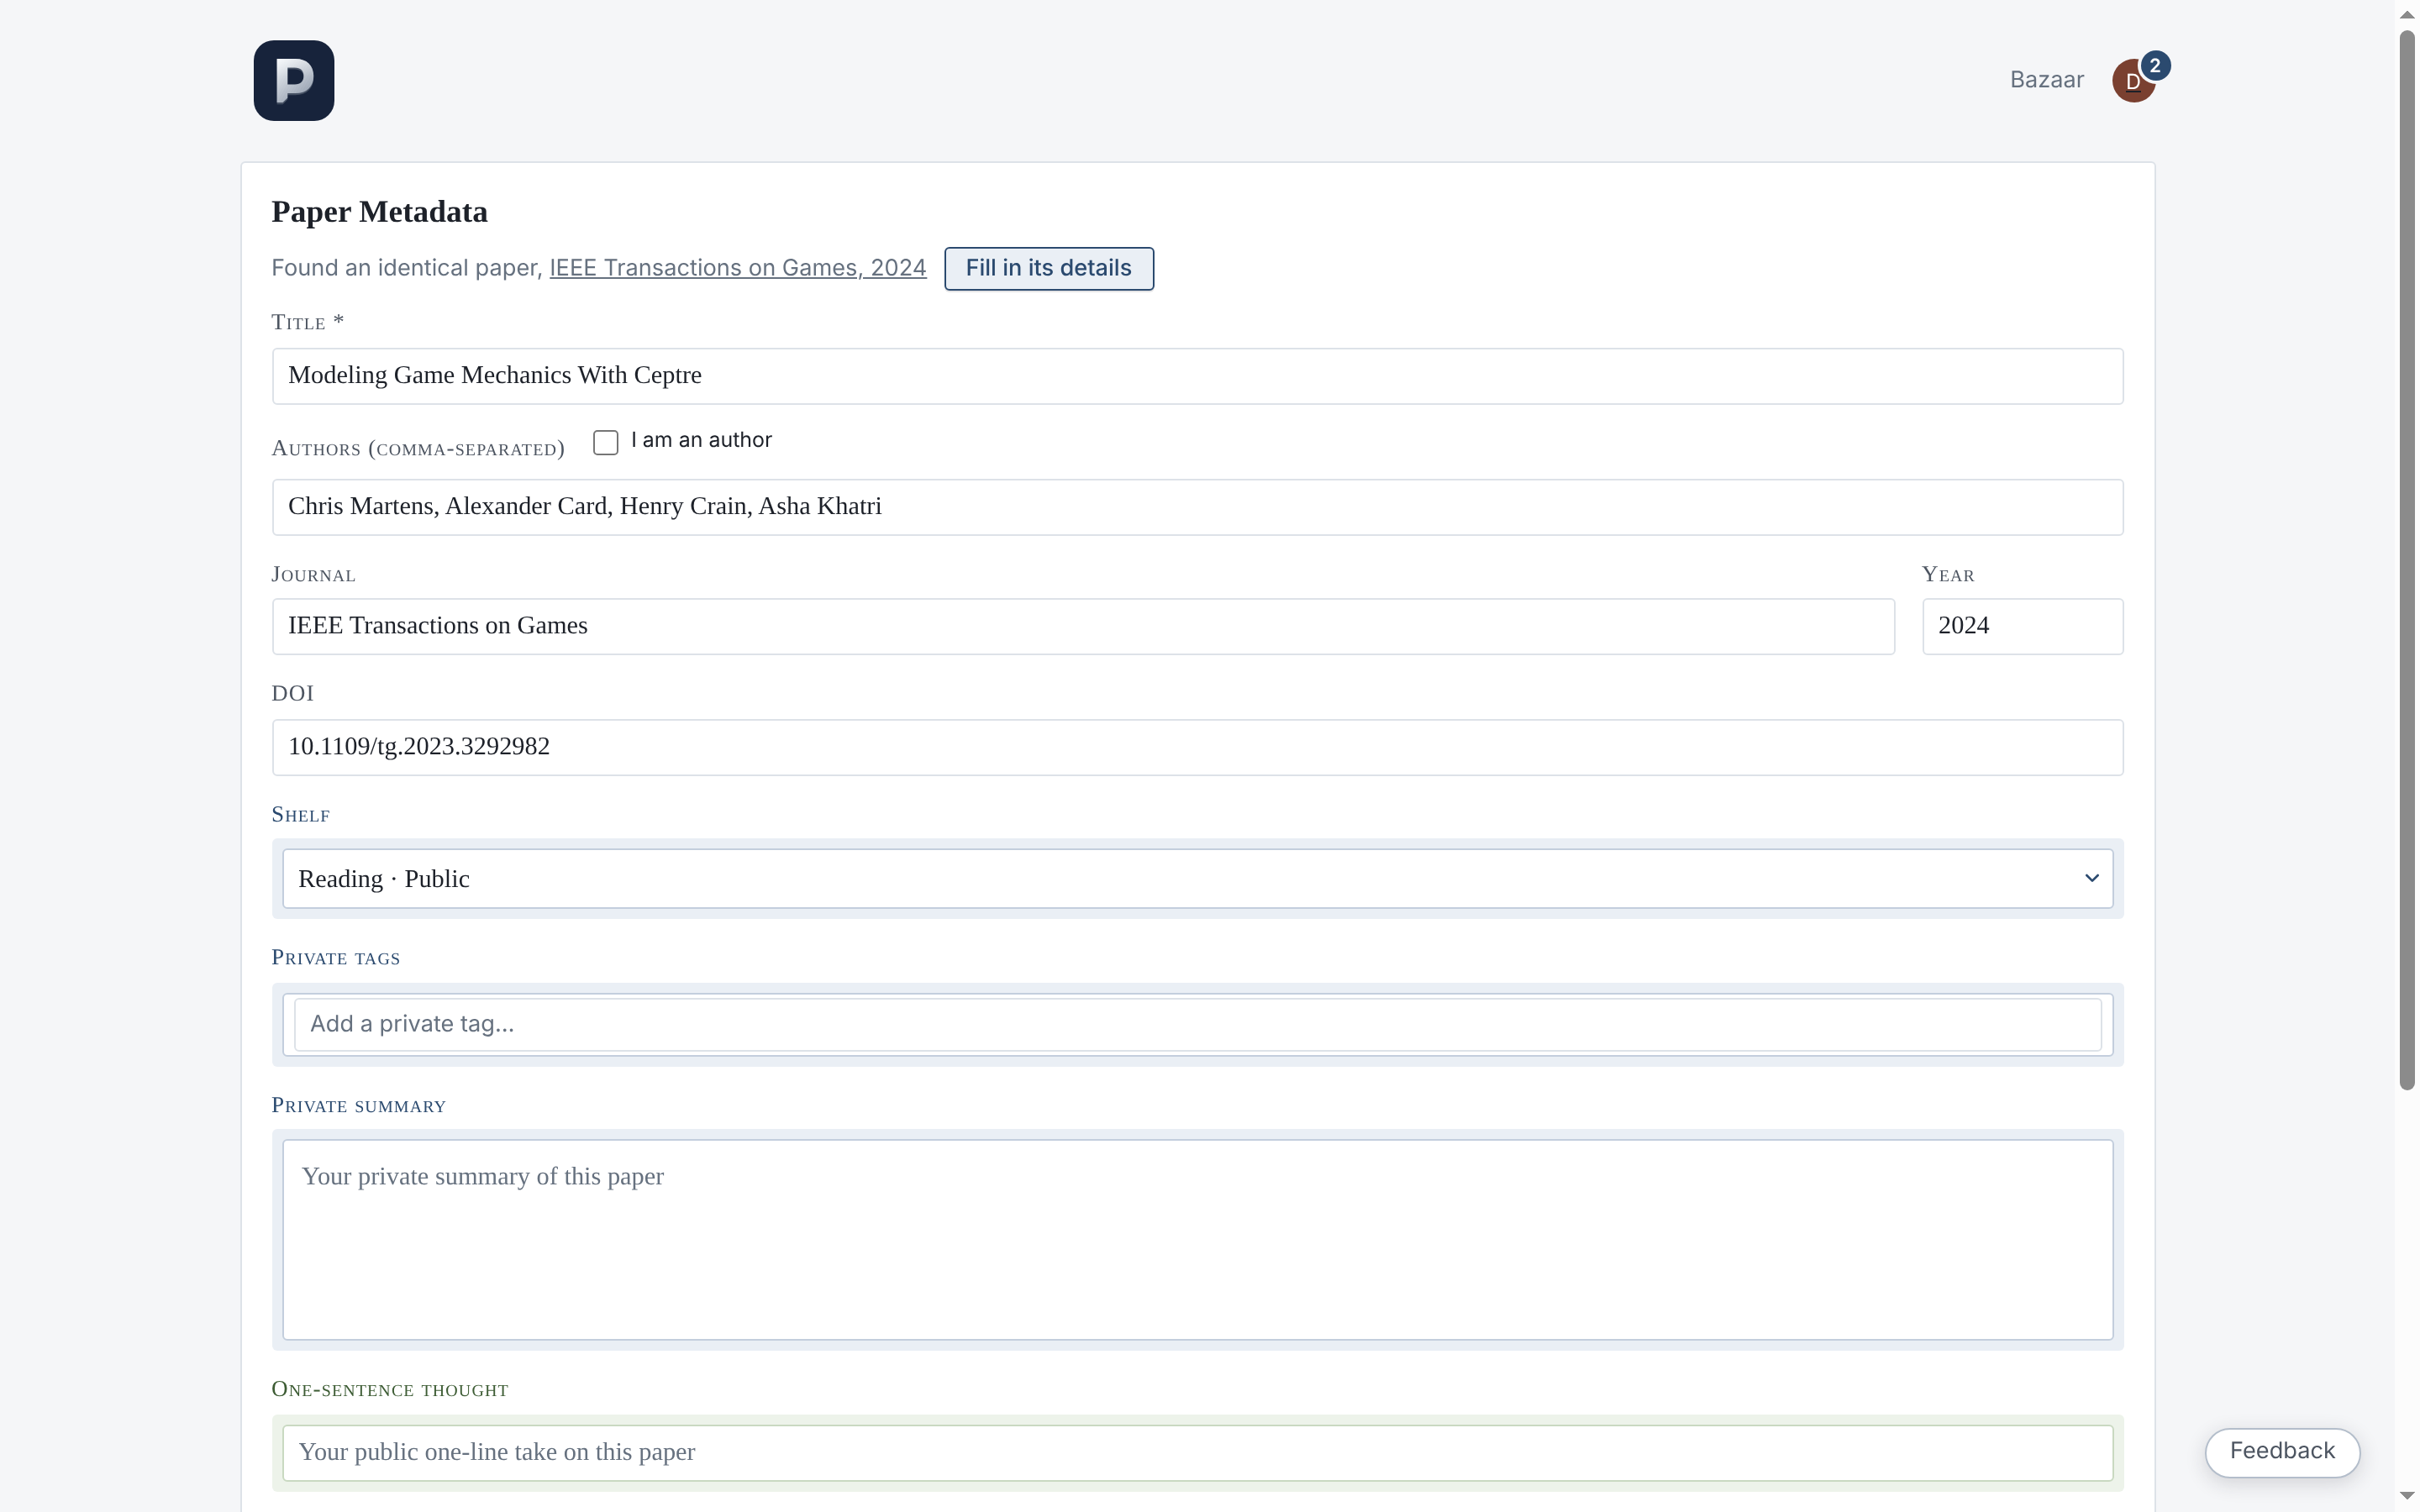 P
Bazaar
D
2
Paper Metadata
Found an identical paper, IEEE Transactions on Games, 2024 Fill in its details
Title *
Modeling Game Mechanics With Ceptre
Authors (comma-separated) I am an author
Chris Martens, Alexander Card, Henry Crain, Asha Khatri
Journal Year
IEEE Transactions on Games 2024
DOI
10.1109/tg.2023.3292982
Shelf
Reading · Public
Private tags
Add a private tag...
Private summary
Your private summary of this paper
One-sentence thought
Your public one-line take on this paper
Feedback